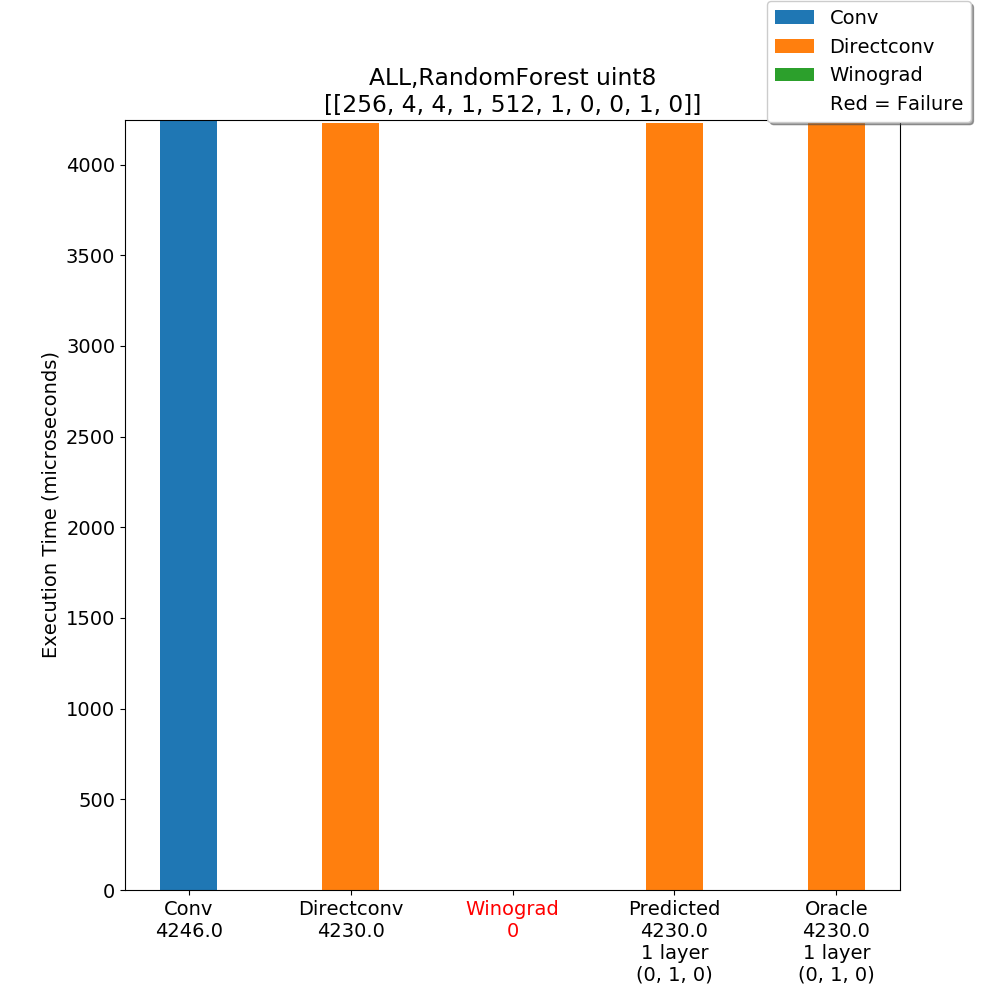 Conv
Directconv
Winograd
Red = Failure
ALL,RandomForest uint8
[[256, 4, 4, 1, 512, 1, 0, 0, 1, 0]]
Execution Time (microseconds)
4000
3500
3000
2500
2000
1500
1000
500
0
Conv
4246.0
Directconv
4230.0
Winograd
0
Predicted
4230.0
1 layer
(0, 1, 0)
Oracle
4230.0
1 layer
(0, 1, 0)